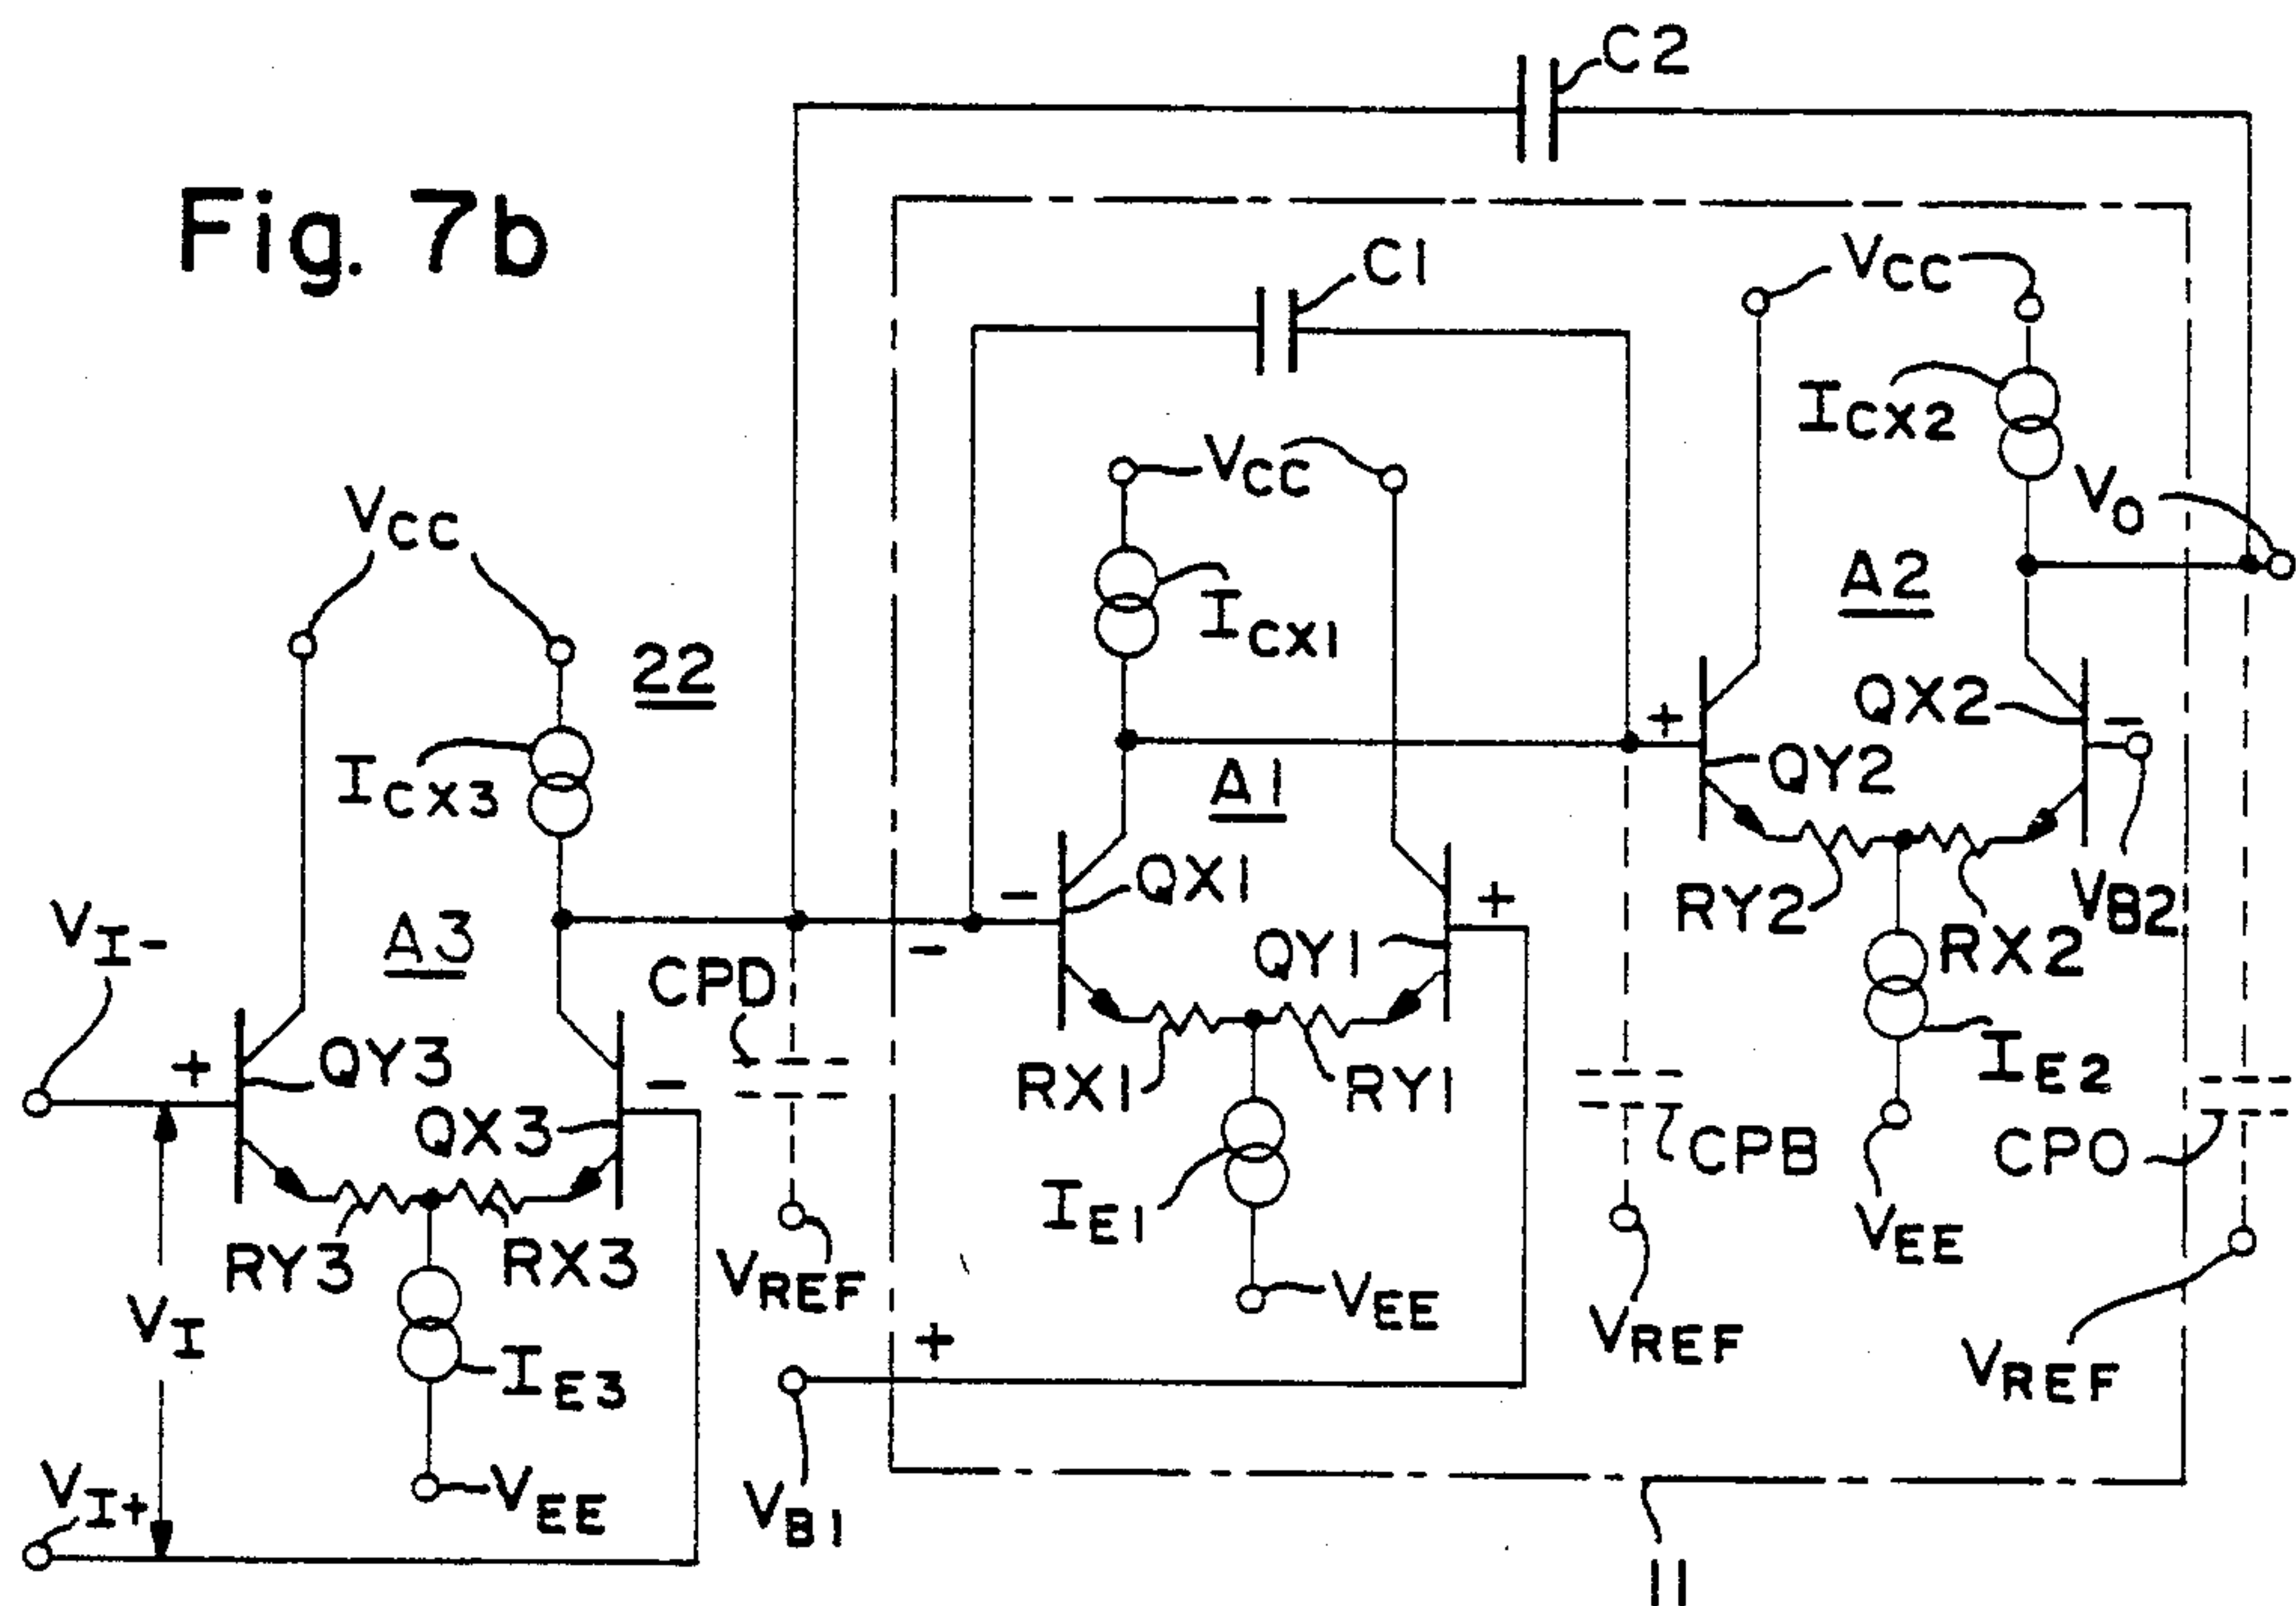 C2
Fig. 7b
C1
VCC
ICX2
VCC
VO
VCC
A2
ICX1
22
QX2
+
−
ICX3
QY2
A1
QX1
−
+
RY2
VB2
VI−
A3
−
QY1
RX2
CPD
QY3
+
−
RX1
RY1
IE2
QX3
CPB
CPO
IE1
RY3
RX3
VREF
VEE
VEE
VI
+
VREF
VREF
IE3
VI+
VEE
VB1
11